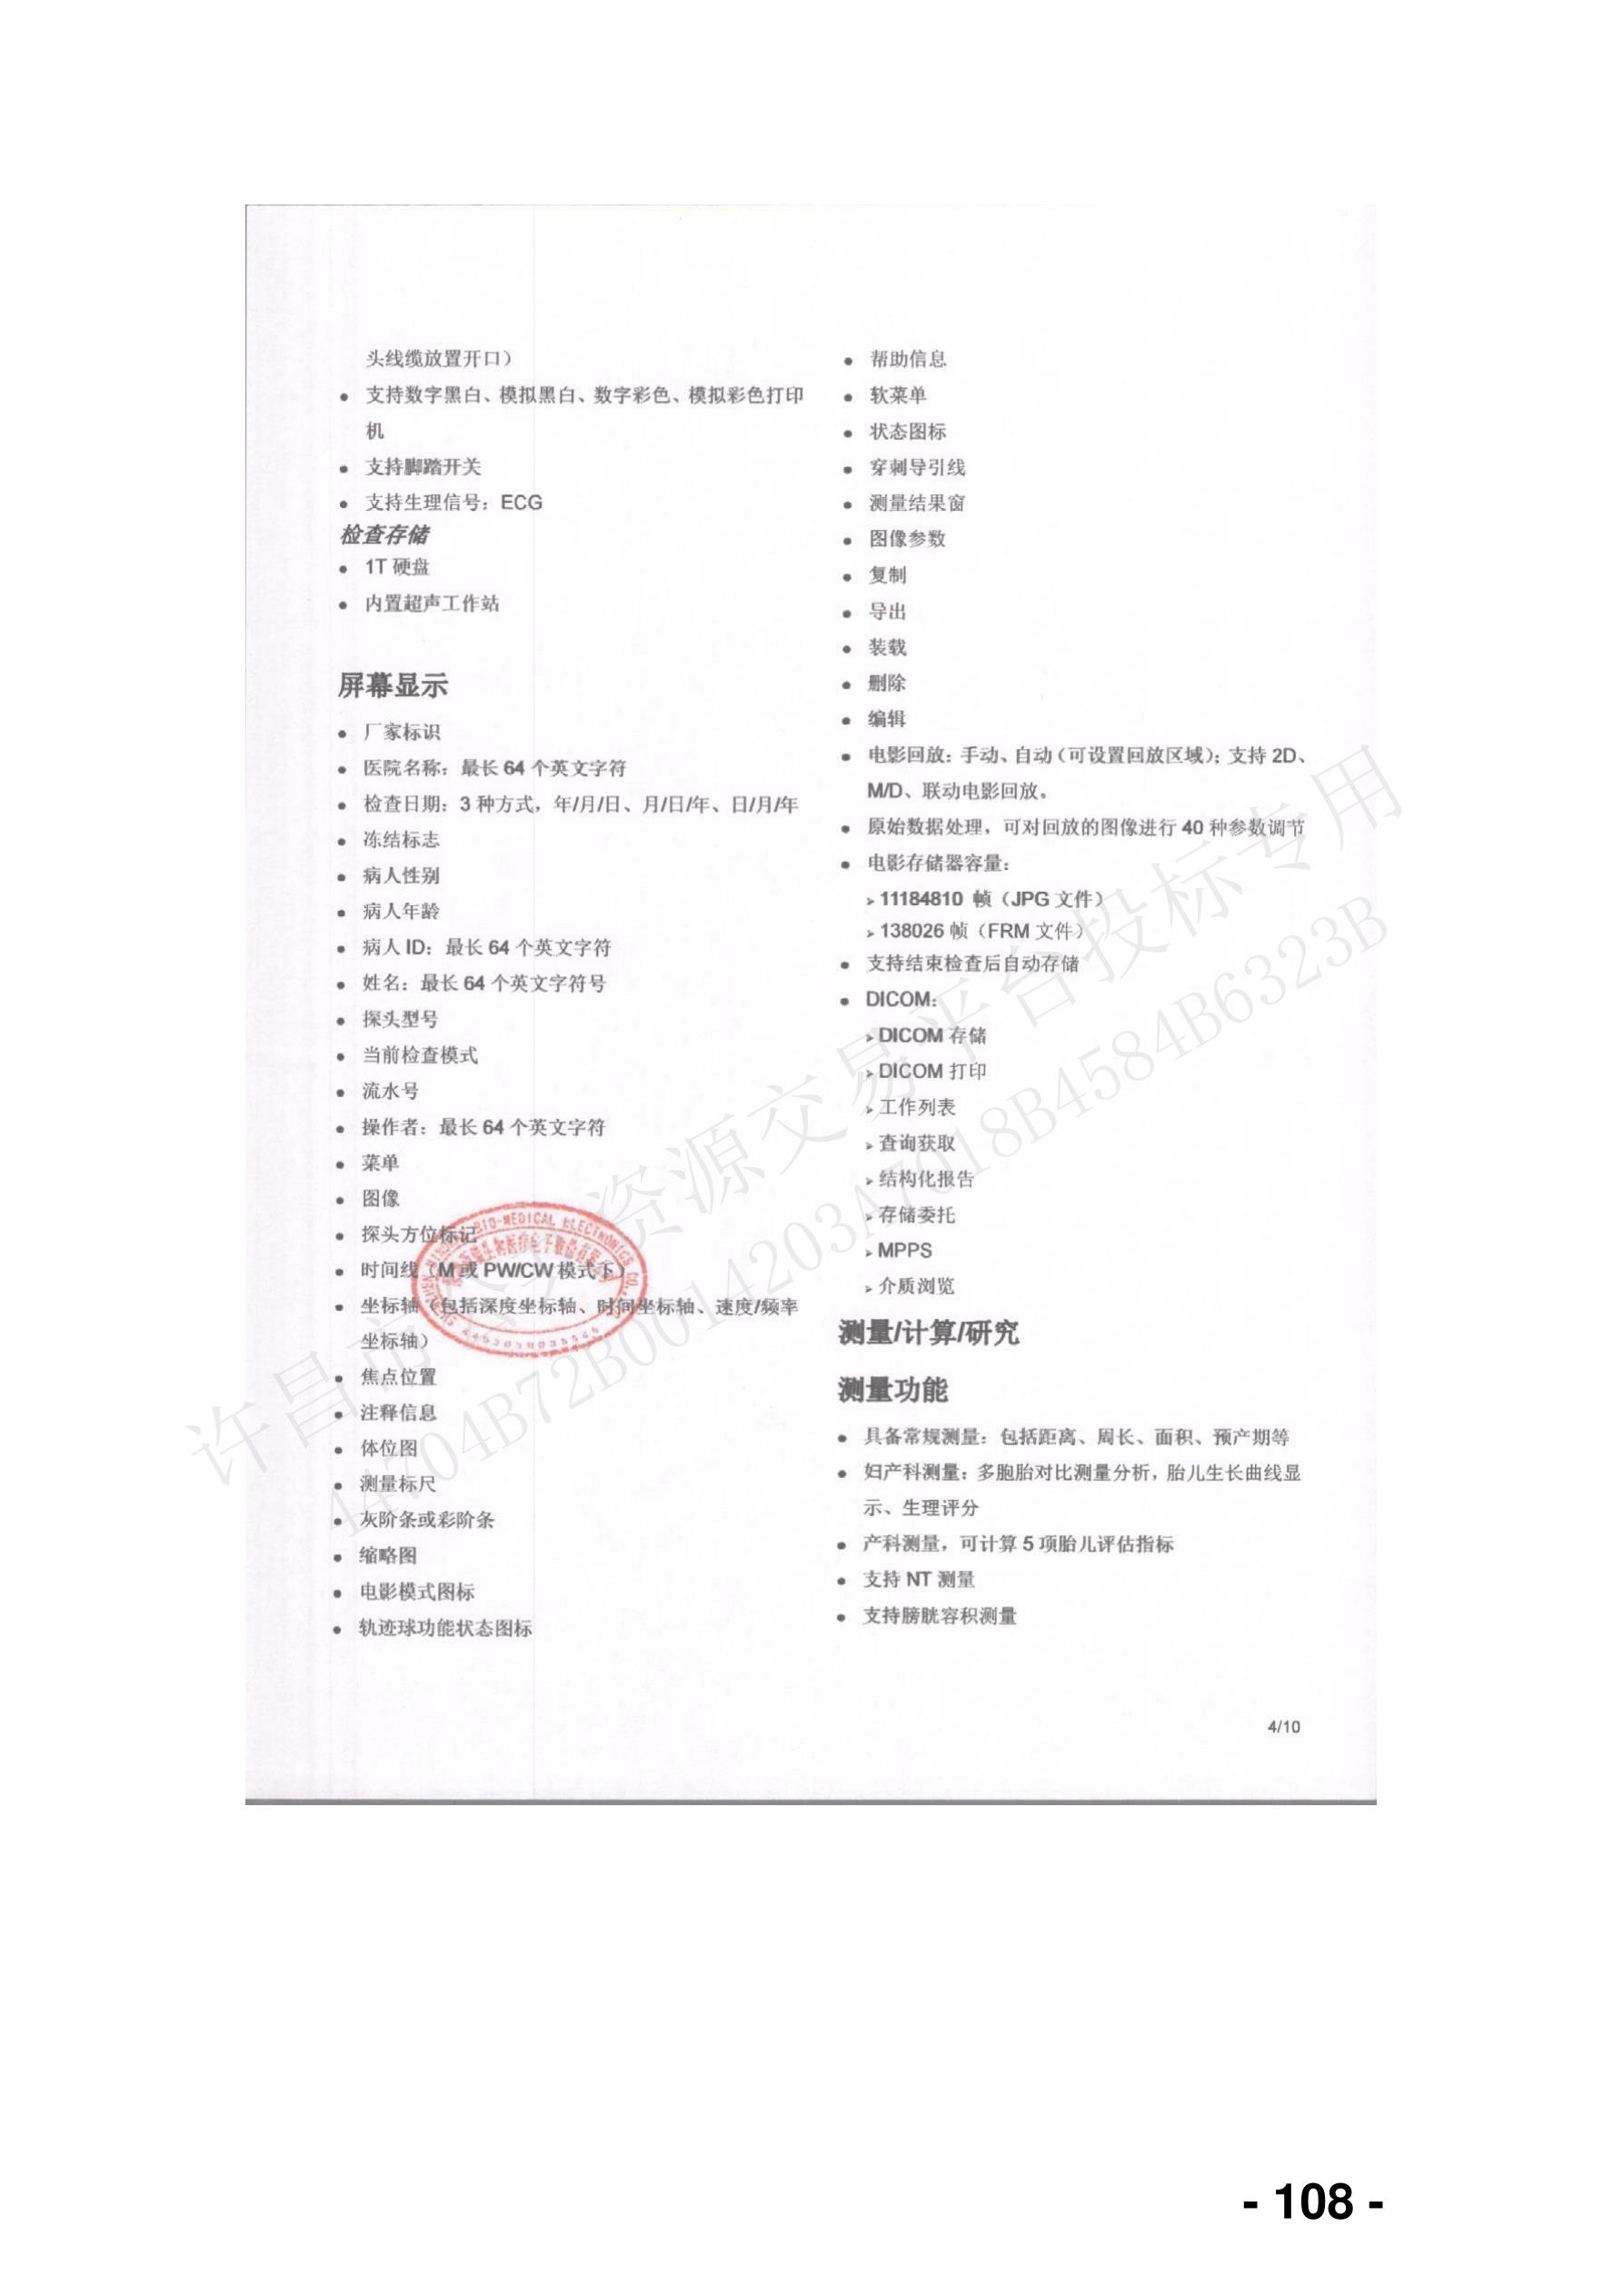 头线缆放置开口）
● 支持数字黑白、模拟黑白、数字彩色、模拟彩色打印
机
● 支持脚踏开关
● 支持生理信号：ECG
检查存储
● 1T 硬盘
● 内置超声工作站
屏幕显示
● 厂家标识
● 医院名称：最长 64 个英文字符
● 检查日期：3 种方式，年/月/日、月/日/年、日/月/年
● 冻结标志
● 病人性别
● 病人年龄
● 病人 ID：最长 64 个英文字符
● 姓名：最长 64 个英文字符号
● 探头型号
● 当前检查模式
● 流水号
● 操作者：最长 64 个英文字符
● 菜单
● 图像
● 探头方位标记
● 时间线（M 或 PW/CW 模式下）
● 坐标轴（包括深度坐标轴、时间坐标轴、速度/频率
坐标轴）
● 焦点位置
● 注释信息
● 体位图
● 测量标尺
● 灰阶条或彩阶条
● 缩略图
● 电影模式图标
● 轨迹球功能状态图标
● 帮助信息
● 软菜单
● 状态图标
● 穿刺导引线
● 测量结果窗
● 图像参数
● 复制
● 导出
● 装载
● 删除
● 编辑
● 电影回放：手动、自动（可设置回放区域）；支持 2D、
M/D、联动电影回放。
● 原始数据处理，可对回放的图像进行 40 种参数调节
● 电影存储器容量：
➢ 11184810 帧（JPG 文件）
➢ 138026 帧（FRM 文件）
● 支持结束检查后自动存储
● DICOM：
➢ DICOM 存储
➢ DICOM 打印
➢ 工作列表
➢ 查询获取
➢ 结构化报告
➢ 存储委托
➢ MPPS
➢ 介质浏览
测量/计算/研究
测量功能
● 具备常规测量：包括距离、周长、面积、预产期等
● 妇产科测量：多胞胎对比测量分析，胎儿生长曲线显
示、生理评分
● 产科测量，可计算 5 项胎儿评估指标
● 支持 NT 测量
● 支持膀胱容积测量
4/10
BIO-MEDICAL ELECTRONICS CO.,
资源交易平台投标专用
- 108 -